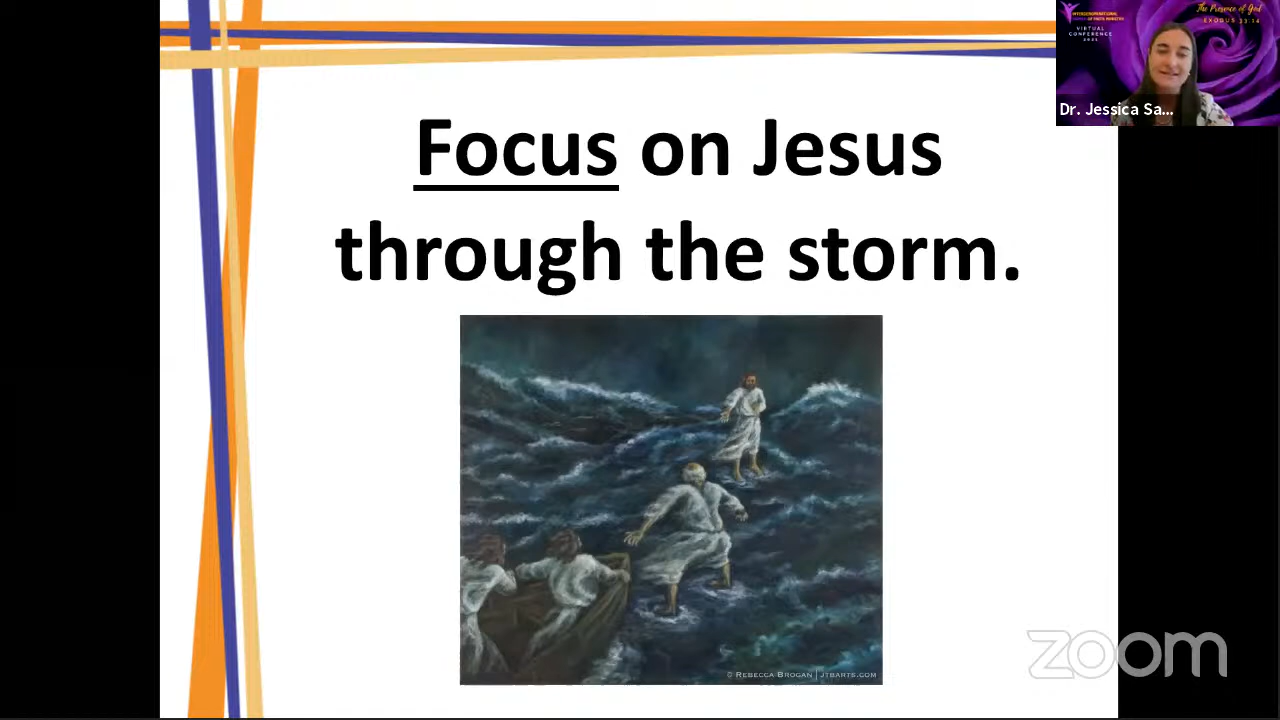 Focus on Jesus
through the storm.
© REBECCA BROGAN | JTBARTS.COM
The Presence of God
EXODUS 33:14
VIRTUAL
CONFERENCE
2021
Dr. Jessica Sa...
zoom